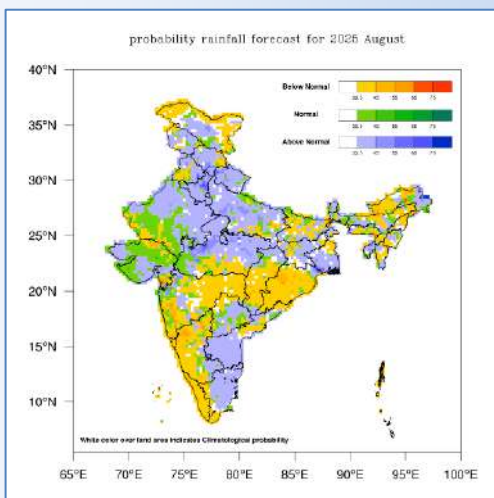 probability rainfall forecast for 2025 August
40°N
35°N
30°N
25°N
20°N
15°N
10°N
Below Normal
Normal
Above Normal
White color over land area indicates Climatological probability
65°E 70°E 75°E 80°E 85°E 90°E 95°E 100°E